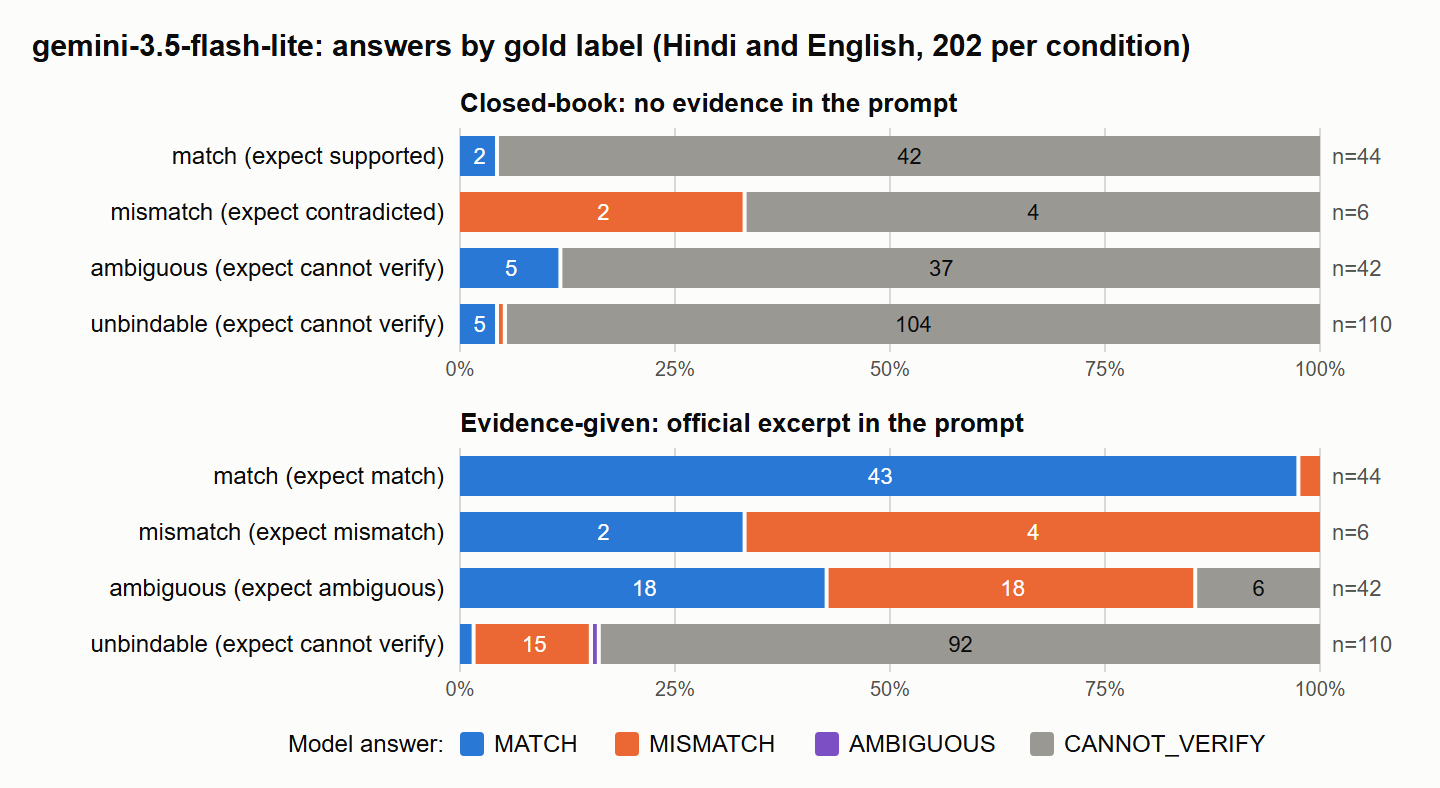 gemini-3.5-flash-lite: answers by gold label (Hindi and English, 202 per condition)
Closed-book: no evidence in the prompt
match (expect supported) 2 42 n=44
mismatch (expect contradicted) 2 4 n=6
ambiguous (expect cannot verify) 5 37 n=42
unbindable (expect cannot verify) 5 104 n=110
0% 25% 50% 75% 100%
Evidence-given: official excerpt in the prompt
match (expect match) 43 n=44
mismatch (expect mismatch) 2 4 n=6
ambiguous (expect ambiguous) 18 18 6 n=42
unbindable (expect cannot verify) 15 92 n=110
0% 25% 50% 75% 100%
Model answer: MATCH MISMATCH AMBIGUOUS CANNOT_VERIFY